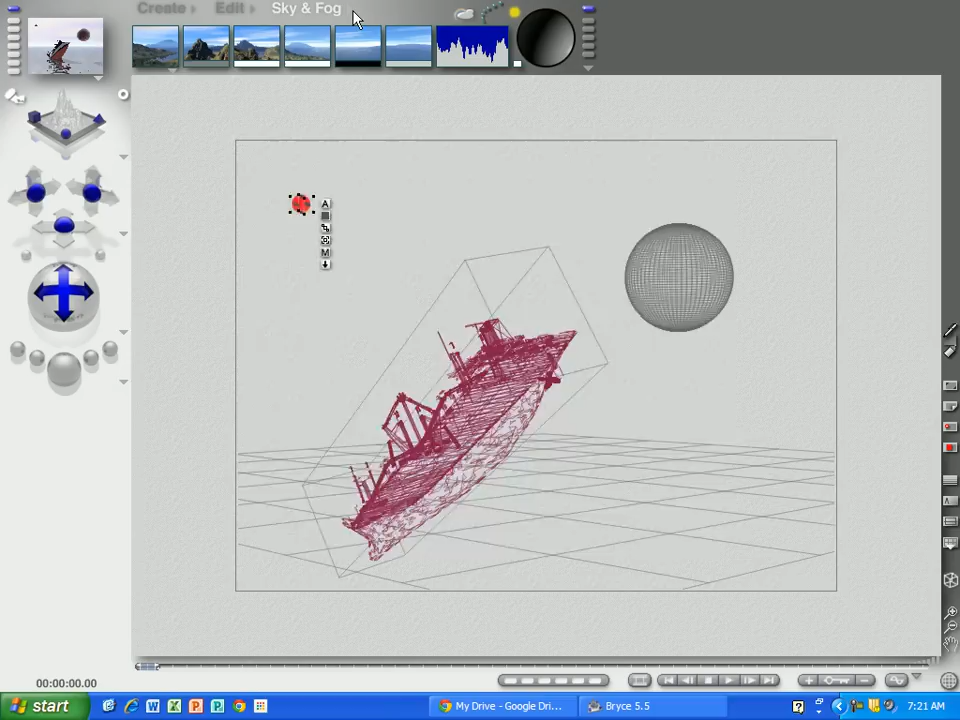 Create Edit Sky & Fog
A
M
00:00:00.00
start
My Drive - Google Dri...
Bryce 5.5
7:21 AM